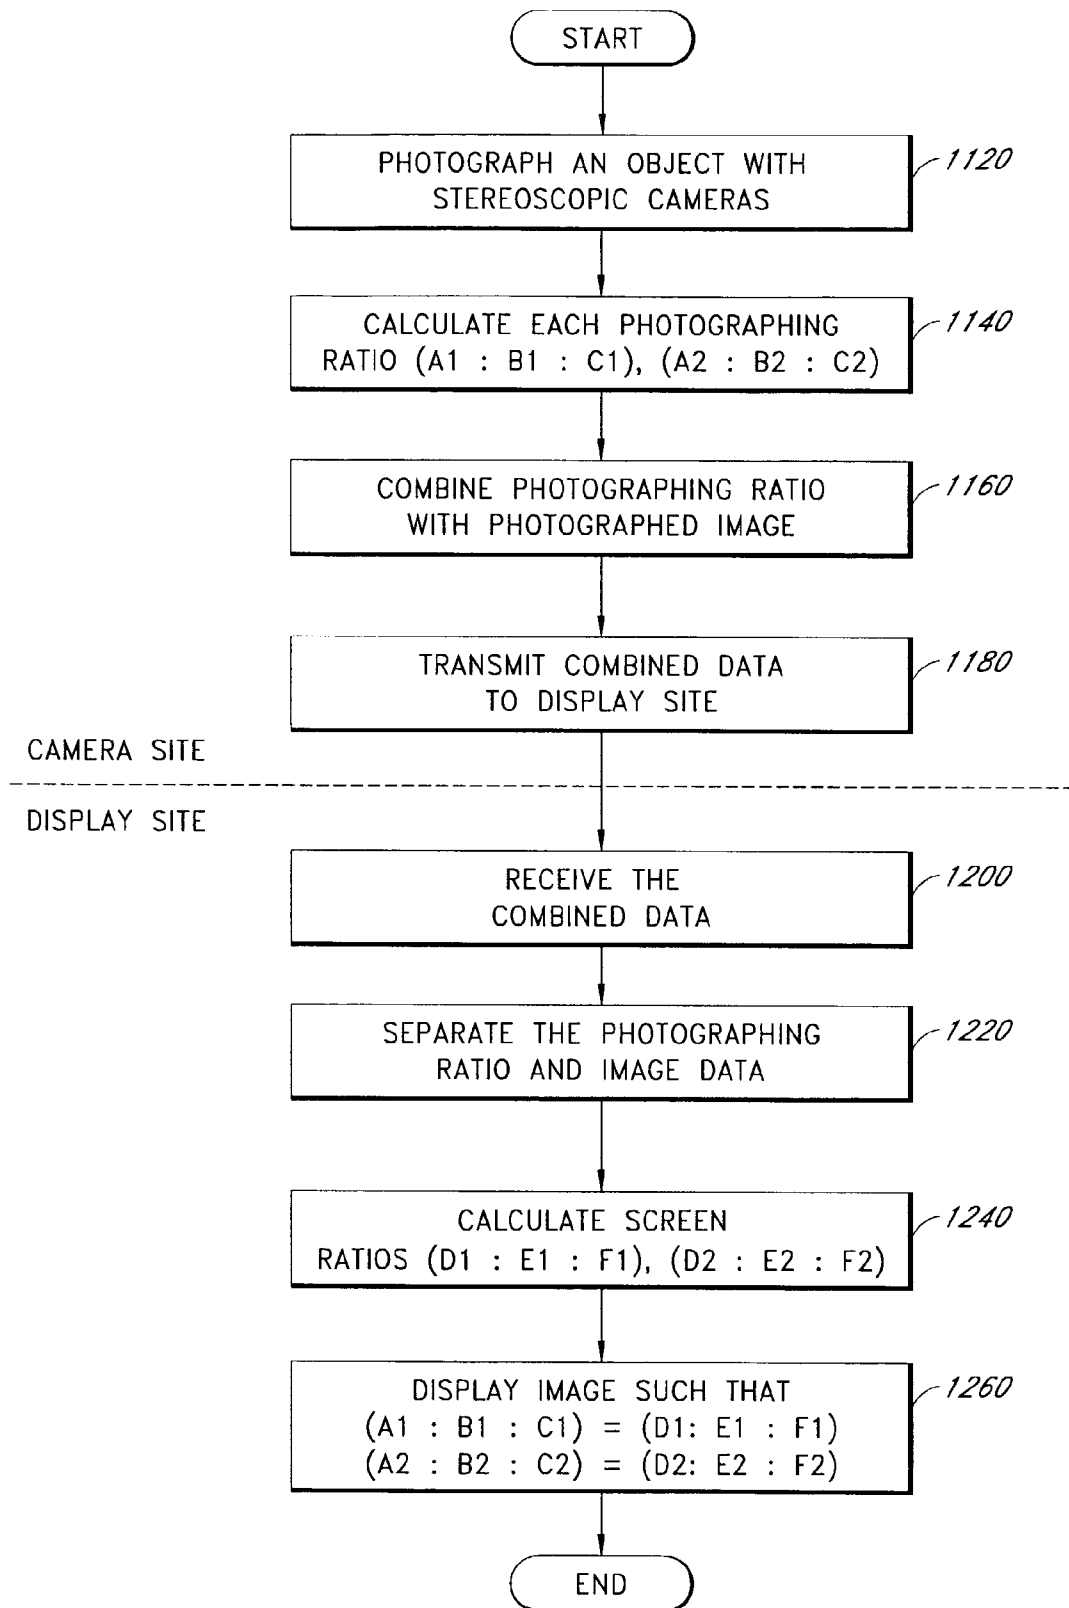 START
PHOTOGRAPH AN OBJECT WITH
STEREOSCOPIC CAMERAS
1120
CALCULATE EACH PHOTOGRAPHING
RATIO (A1 : B1 : C1), (A2 : B2 : C2)
1140
COMBINE PHOTOGRAPHING RATIO
WITH PHOTOGRAPHED IMAGE
1160
TRANSMIT COMBINED DATA
TO DISPLAY SITE
1180
CAMERA SITE
DISPLAY SITE
RECEIVE THE
COMBINED DATA
1200
SEPARATE THE PHOTOGRAPHING
RATIO AND IMAGE DATA
1220
CALCULATE SCREEN
RATIOS (D1 : E1 : F1), (D2 : E2 : F2)
1240
DISPLAY IMAGE SUCH THAT
(A1 : B1 : C1) = (D1: E1 : F1)
(A2 : B2 : C2) = (D2: E2 : F2)
1260
END